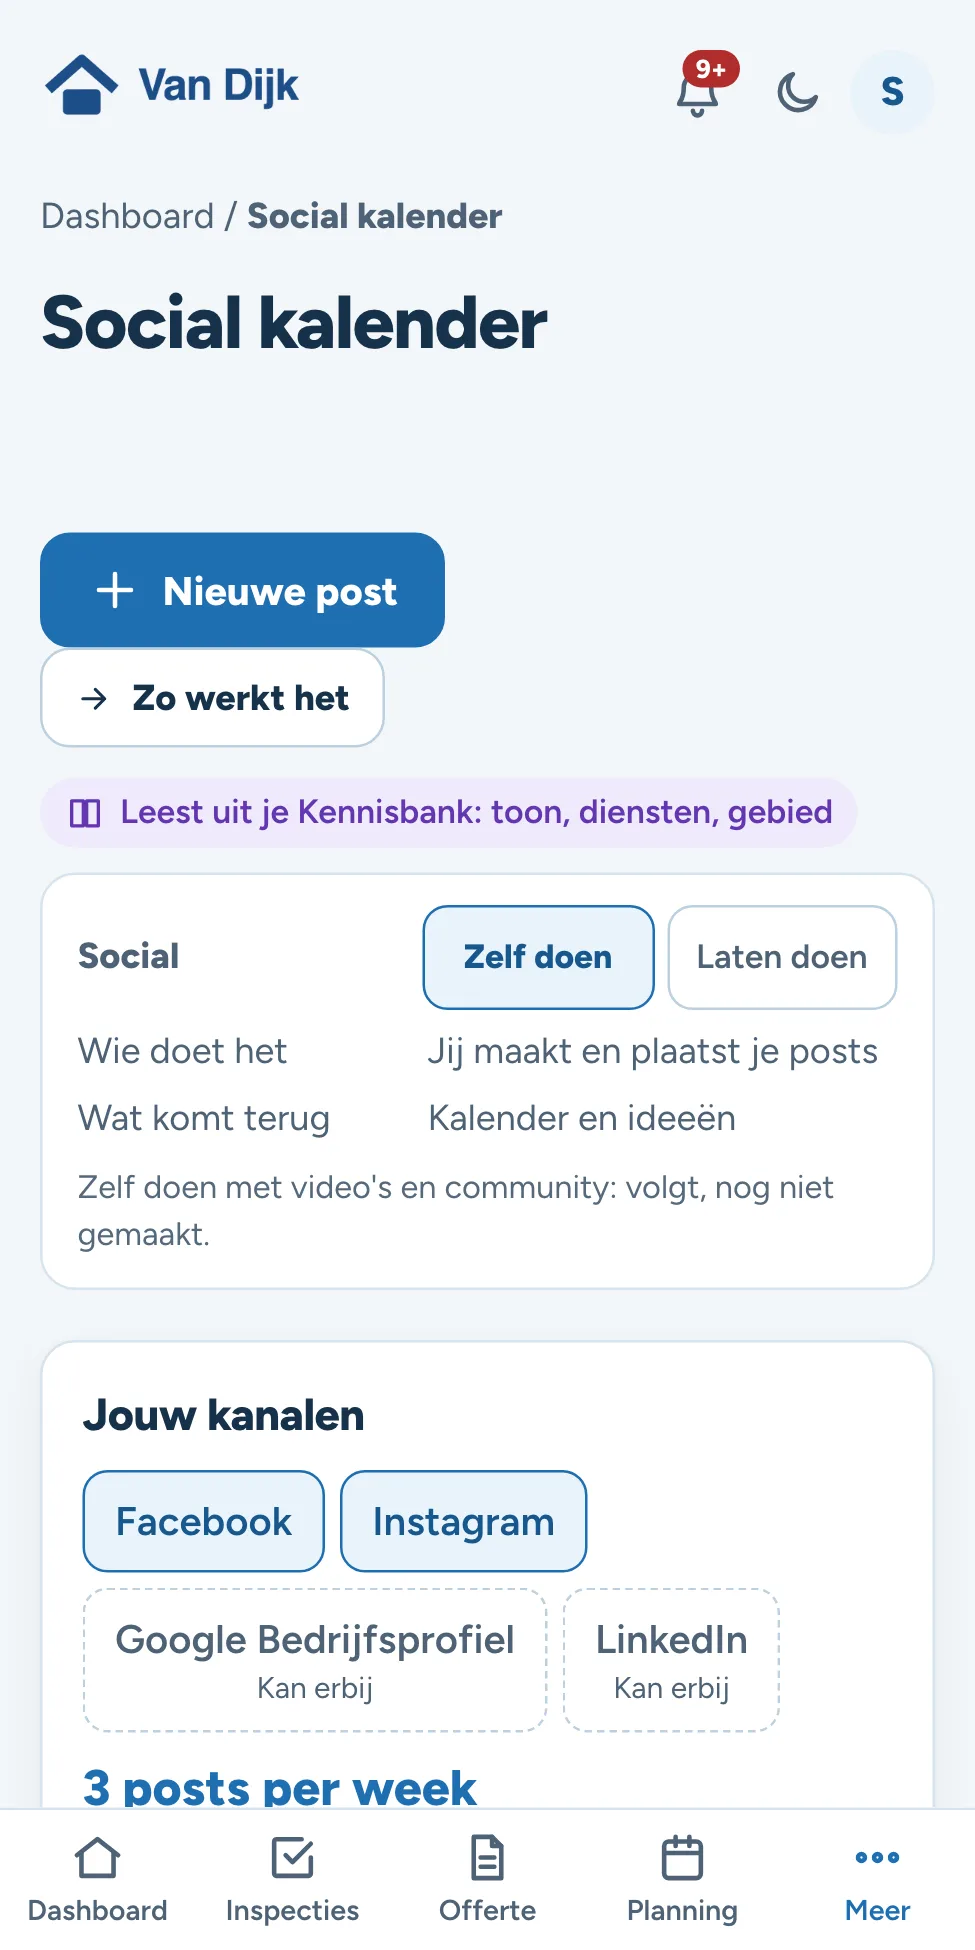 Van Dijk
9+
S
Dashboard / Social kalender
Social kalender
Nieuwe post
Zo werkt het
Leest uit je Kennisbank: toon, diensten, gebied
Social
Zelf doen
Laten doen
Wie doet het
Jij maakt en plaatst je posts
Wat komt terug
Kalender en ideeën
Zelf doen met video's en community: volgt, nog niet
gemaakt.
Jouw kanalen
Facebook
Instagram
Google Bedrijfsprofiel
Kan erbij
LinkedIn
Kan erbij
3 posts per week
Dashboard
Inspecties
Offerte
Planning
Meer